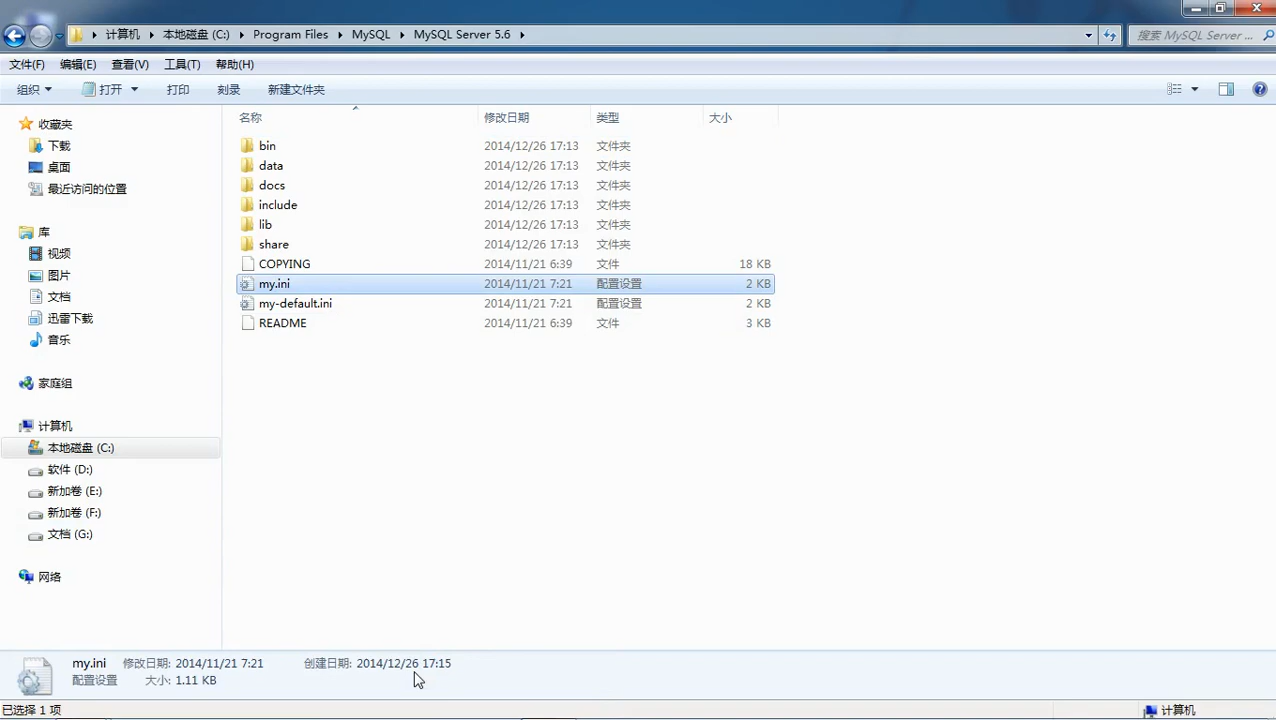 计算机 本地磁盘 (C:) Program Files MySQL MySQL Server 5.6 搜索 MySQL Server ...
文件(F) 编辑(E) 查看(V) 工具(T) 帮助(H)
组织 打开 打印 刻录 新建文件夹
名称 修改日期 类型 大小
收藏夹
下载
桌面
最近访问的位置
库
视频
图片
文档
迅雷下载
音乐
家庭组
计算机
本地磁盘 (C:)
软件 (D:)
新加卷 (E:)
新加卷 (F:)
文档 (G:)
网络
bin 2014/12/26 17:13 文件夹
data 2014/12/26 17:13 文件夹
docs 2014/12/26 17:13 文件夹
include 2014/12/26 17:13 文件夹
lib 2014/12/26 17:13 文件夹
share 2014/12/26 17:13 文件夹
COPYING 2014/11/21 6:39 文件 18 KB
my.ini 2014/11/21 7:21 配置设置 2 KB
my-default.ini 2014/11/21 7:21 配置设置 2 KB
README 2014/11/21 6:39 文件 3 KB
my.ini 修改日期: 2014/11/21 7:21 创建日期: 2014/12/26 17:15
配置设置 大小: 1.11 KB
已选择 1 项 计算机